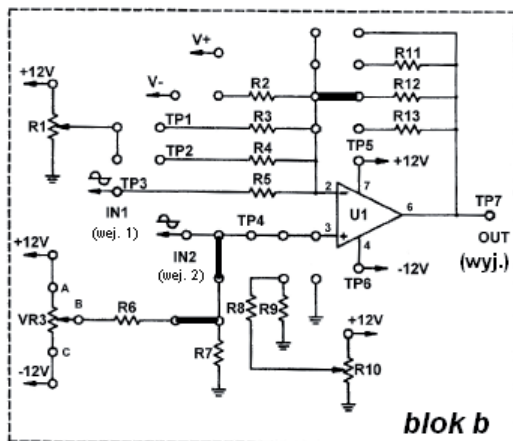 V+
R11
+12V
V-
R2
R12
R1
TP1
R3
R13
TP2
R4
TP5
+12V
TP3
R5
2
7
IN1
U1
6
TP7
(wej. 1)
TP4
3
4
OUT
IN2
TP6
-12V
(wyj.)
+12V
(wej. 2)
A
R8
R9
+12V
VR3
B
R6
R7
R10
C
-12V
blok b